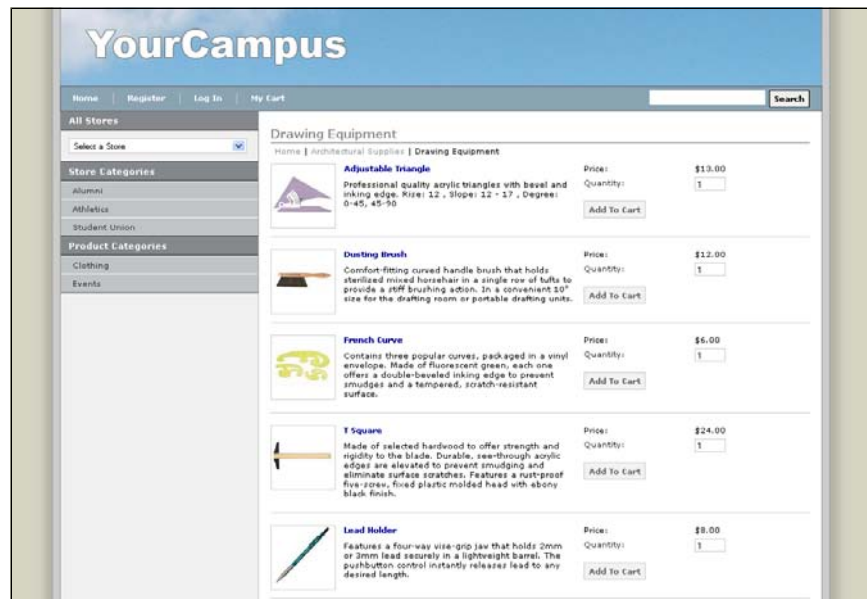 YourCampus
Home | Register | Log In | My Cart
Search
All Stores
Select a Store
Store Categories
Alumni
Athletics
Student Union
Product Categories
Clothing
Events
Drawing Equipment
Home | Architectural Supplies | Drawing Equipment
Adjustable Triangle
Professional quality acrylic triangles with bevel and
inking edge. Rise: 12 , Slope: 12 - 17 , Degree:
0-45, 45-90
Price: $13.00
Quantity: 1
Add To Cart
Dusting Brush
Comfort-fitting curved handle brush that holds
sterilized mixed horsehair in a single row of tufts to
provide a stiff brushing action. In a convenient 10"
size for the drafting room or portable drafting units.
Price: $12.00
Quantity: 1
Add To Cart
French Curve
Contains three popular curves, packaged in a vinyl
envelope. Made of fluorescent green, each one
offers a double-beveled inking edge to prevent
smudges and a tempered, scratch-resistant
surface.
Price: $6.00
Quantity: 1
Add To Cart
T Square
Made of selected hardwood to offer strength and
rigidity to the blade. Durable, see-through acrylic
edges are elevated to prevent smudging and
eliminate surface scratches. Features a rust-proof
five-screw, fixed plastic molded head with ebony
black finish.
Price: $24.00
Quantity: 1
Add To Cart
Lead Holder
Features a four-way vise-grip jaw that holds 2mm
or 3mm lead securely in a lightweight barrel. The
pushbutton control instantly releases lead to any
desired length.
Price: $8.00
Quantity: 1
Add To Cart